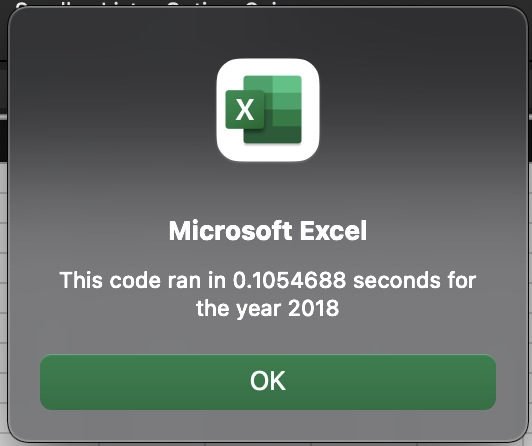 X
Microsoft Excel
This code ran in 0.1054688 seconds for
the year 2018
OK